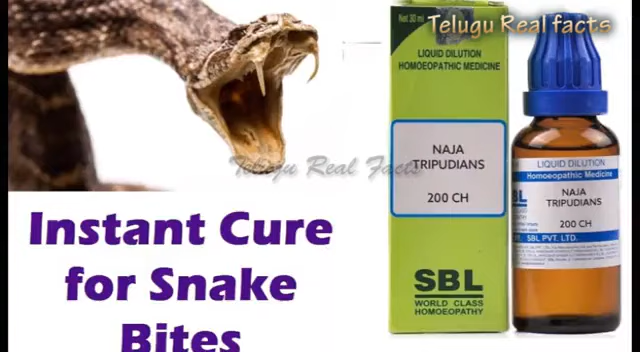 Telugu Real facts
Net 30 ml
LIQUID DILUTION
HOMOEOPATHIC MEDICINE
NAJA
TRIPUDIANS
200 CH
SBL
WORLD CLASS
HOMOEOPATHY
LIQUID DILUTION
Homoeopathic Medicine
NAJA
TRIPUDIANS
200 CH
SBL PVT. LTD.
Telugu Real Facts
Instant Cure
for Snake
Bites